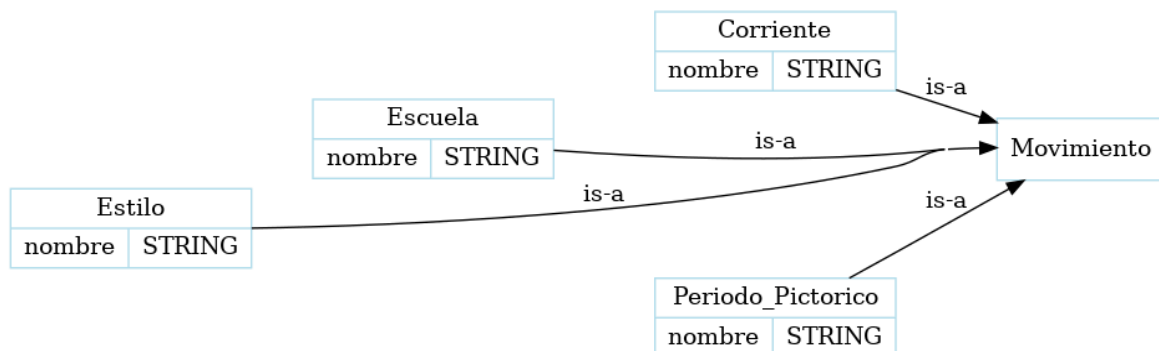 Corriente
nombre STRING
is-a
Escuela
nombre STRING
is-a
Movimiento
Estilo
nombre STRING
is-a
is-a
Periodo_Pictorico
nombre STRING